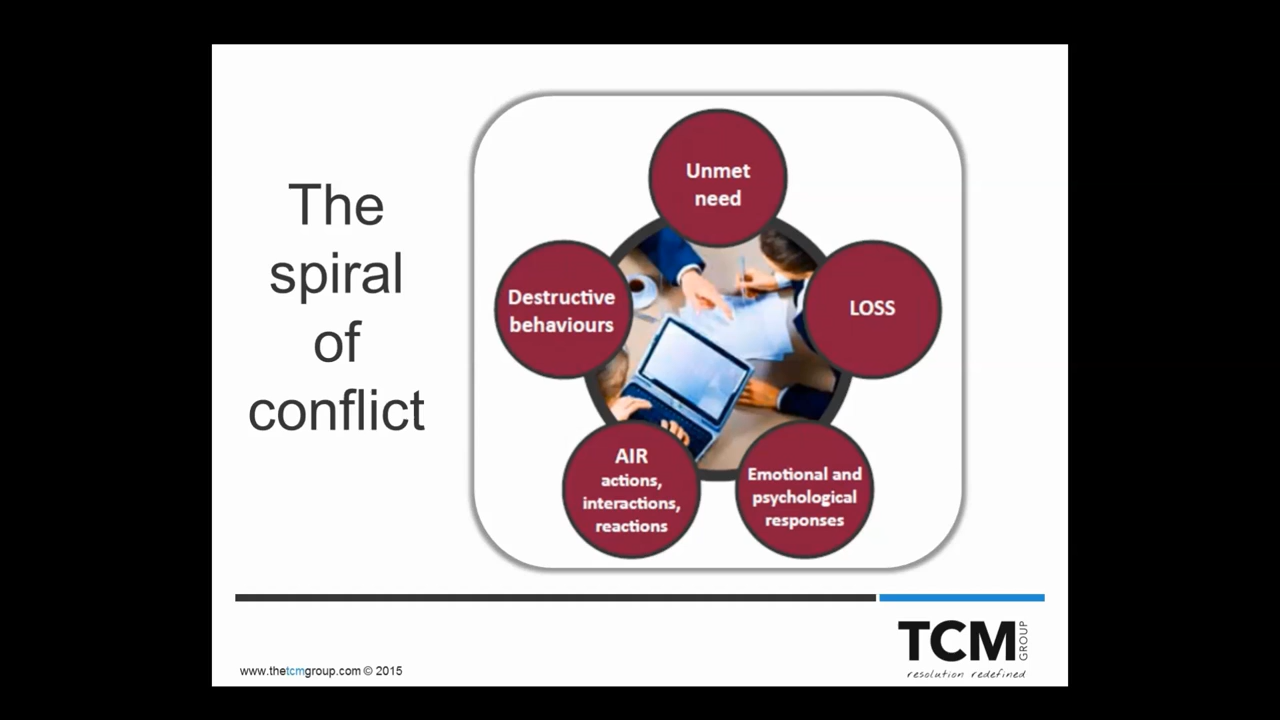 The
spiral
of
conflict
Unmet
need
LOSS
Emotional and
psychological
responses
AIR
actions,
interactions,
reactions
Destructive
behaviours
www.thetcmgroup.com © 2015
TCM
GROUP
resolution redefined